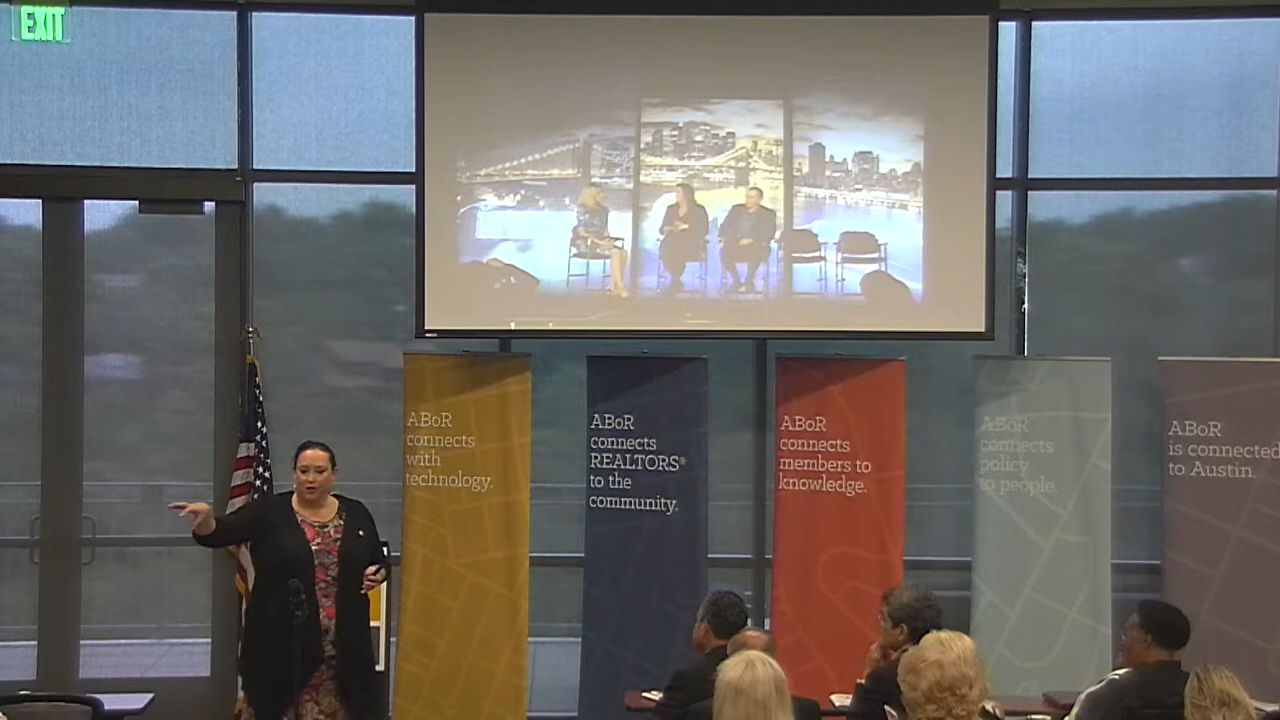 EXIT
ABoR
connects
with
technology.
ABoR
connects
REALTORS®
to the
community.
ABoR
connects
members to
knowledge.
ABoR
connects
policy
to people.
ABoR
is connected
to Austin.